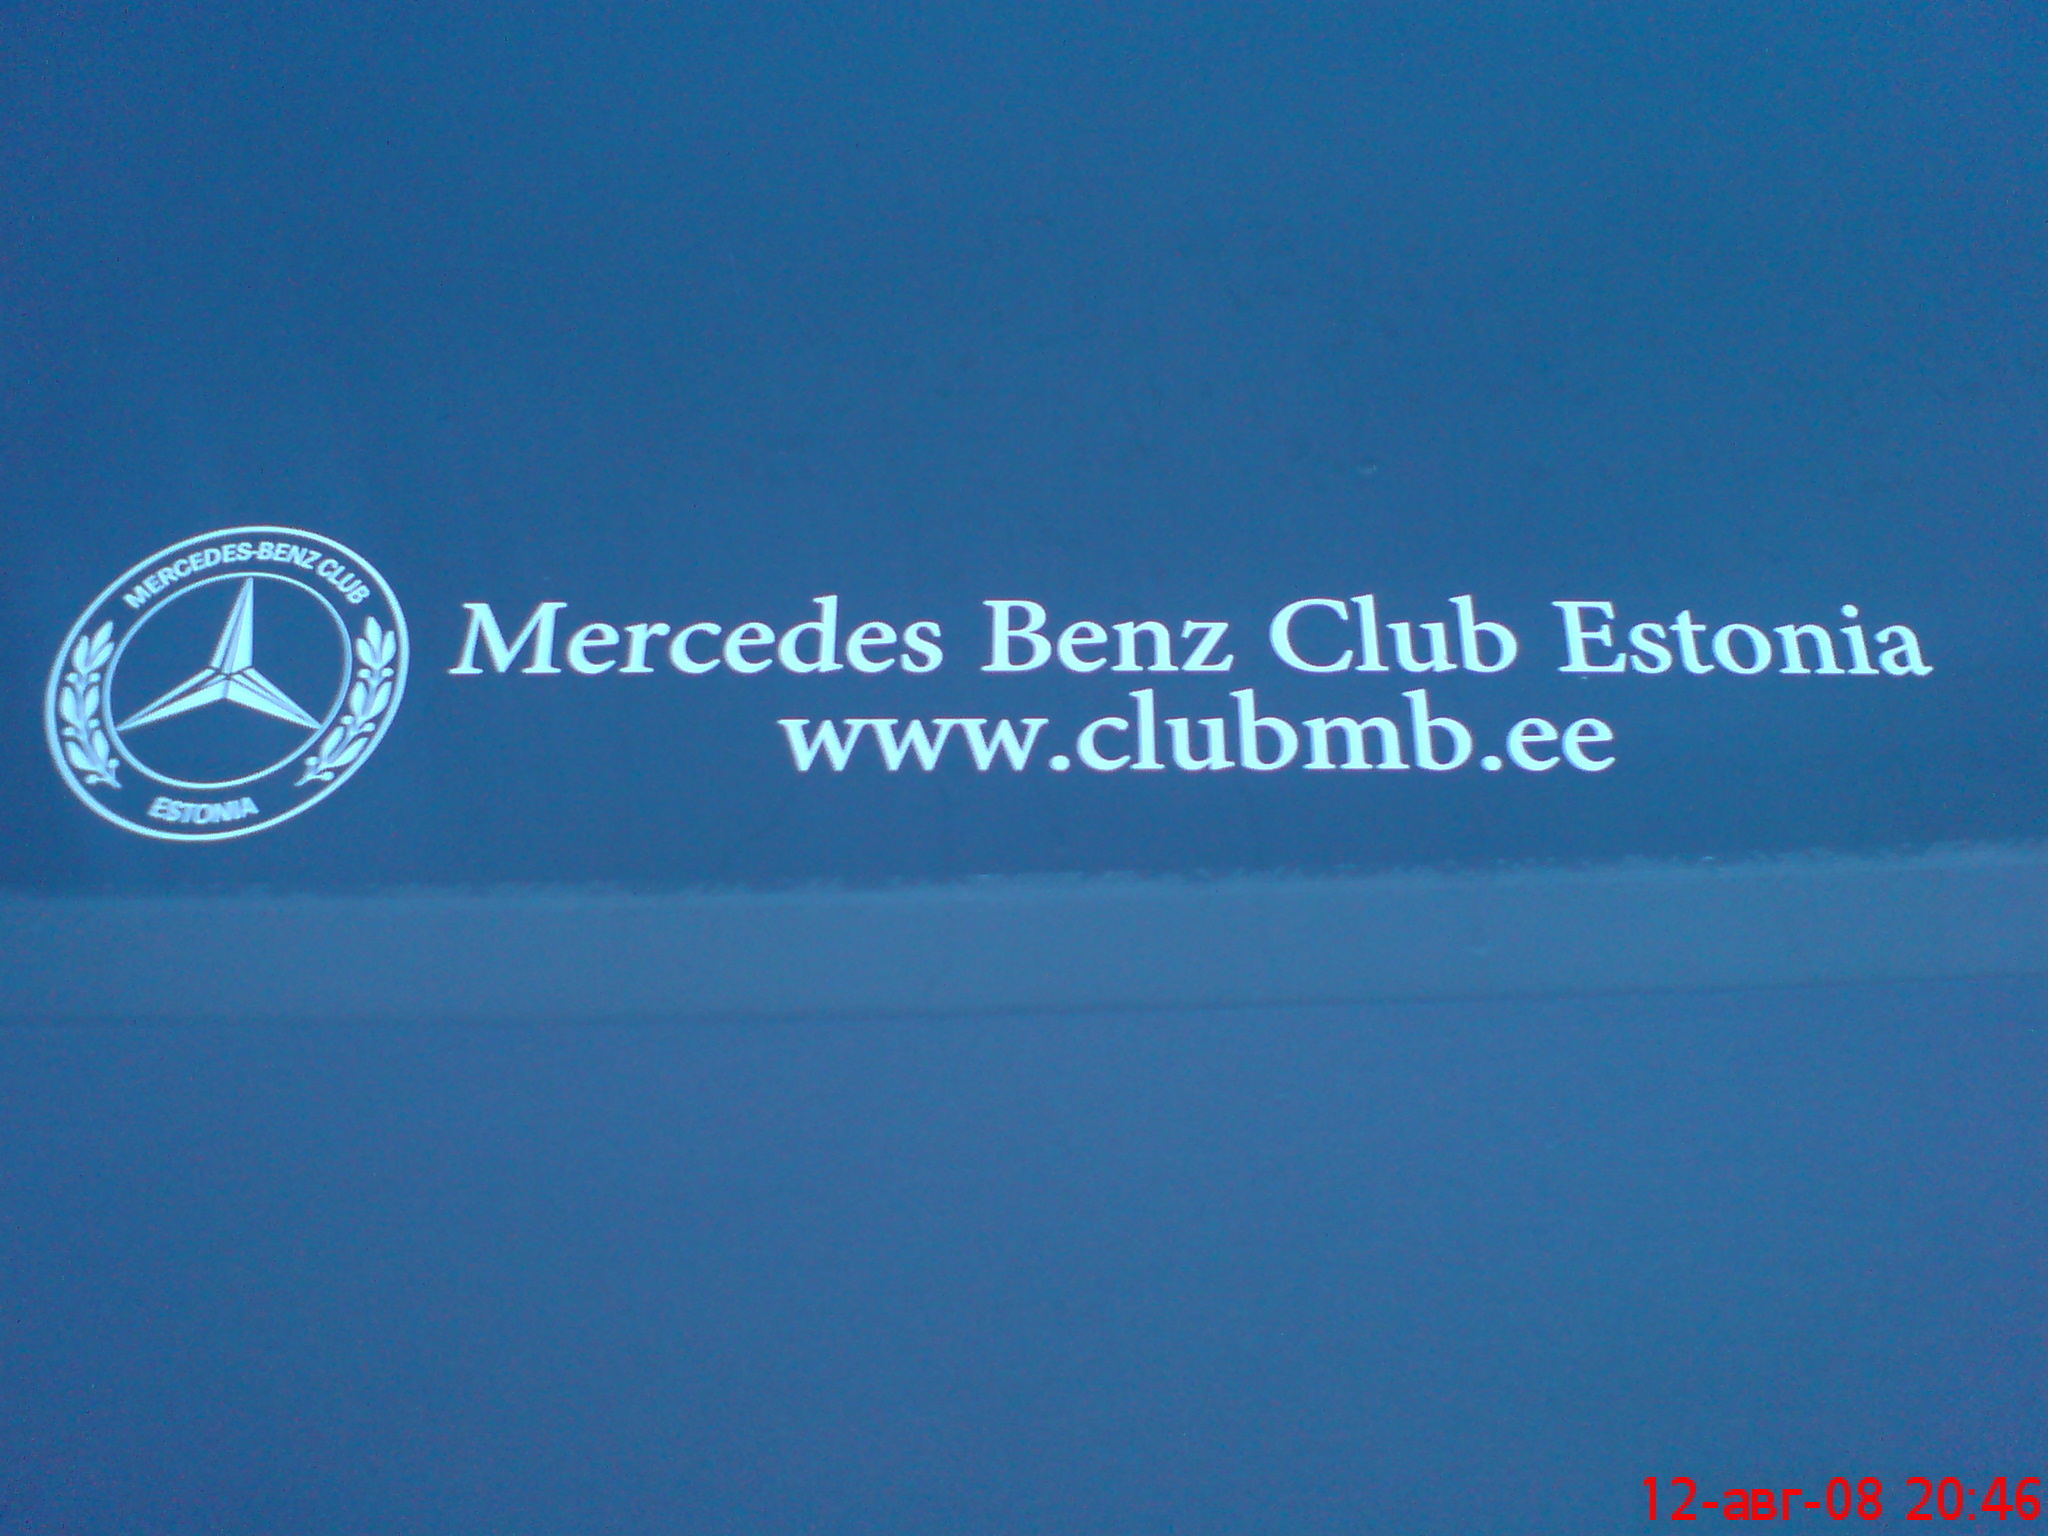 MERCEDES-BENZ CLUB
ESTONIA
Mercedes Benz Club Estonia
www.clubmb.ee
12-авг-08 20:46